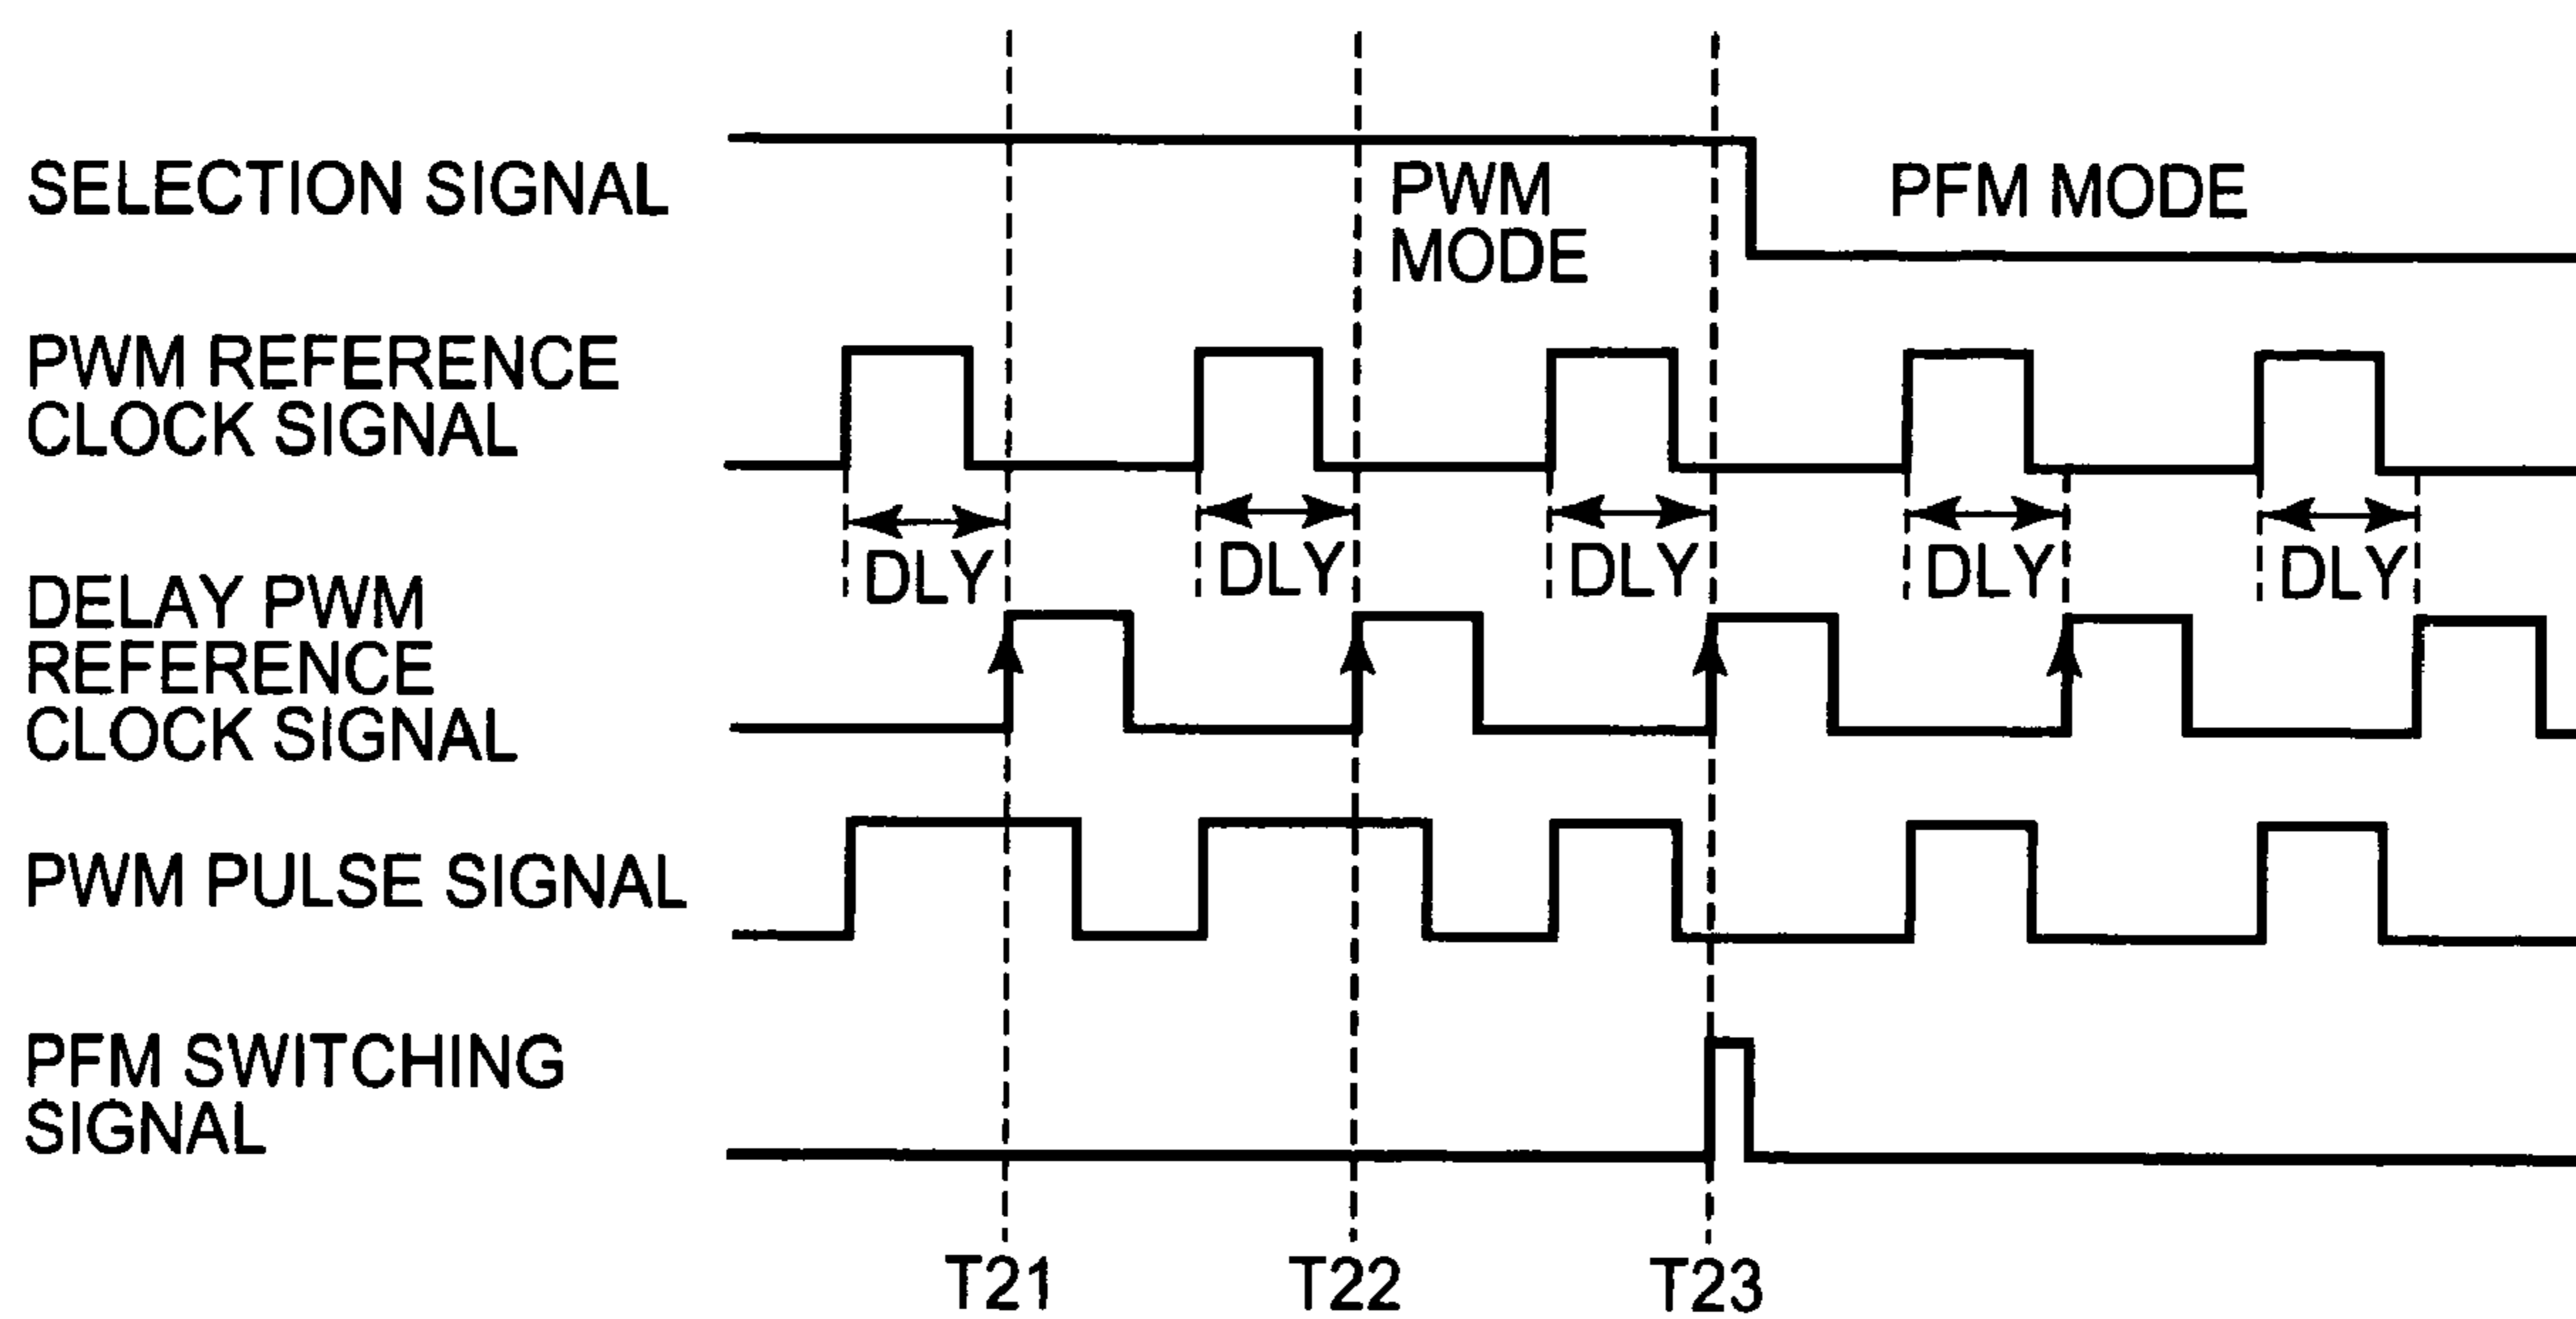 SELECTION SIGNAL
PWM
MODE
PFM MODE
PWM REFERENCE
CLOCK SIGNAL
DLY
DLY
DLY
DLY
DLY
DELAY PWM
REFERENCE
CLOCK SIGNAL
PWM PULSE SIGNAL
PFM SWITCHING
SIGNAL
T21
T22
T23